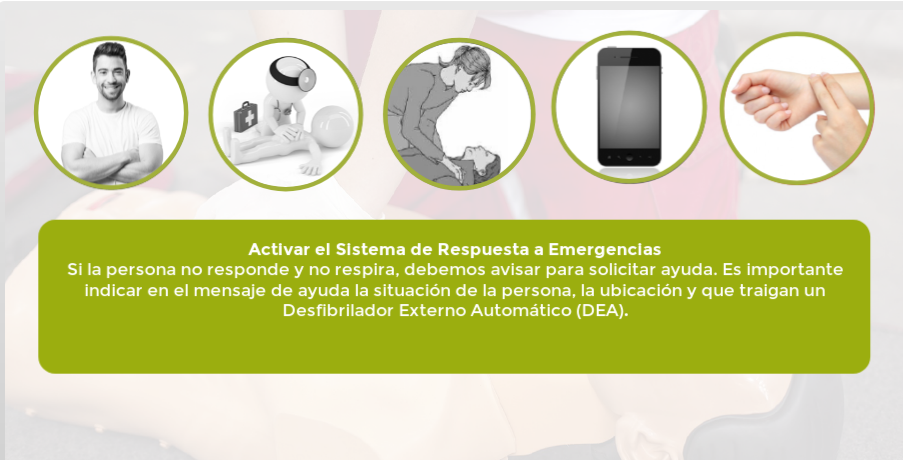 Activar el Sistema de Respuesta a Emergencias
Si la persona no responde y no respira, debemos avisar para solicitar ayuda. Es importante
indicar en el mensaje de ayuda la situación de la persona, la ubicación y que traigan un
Desfibrilador Externo Automático (DEA).